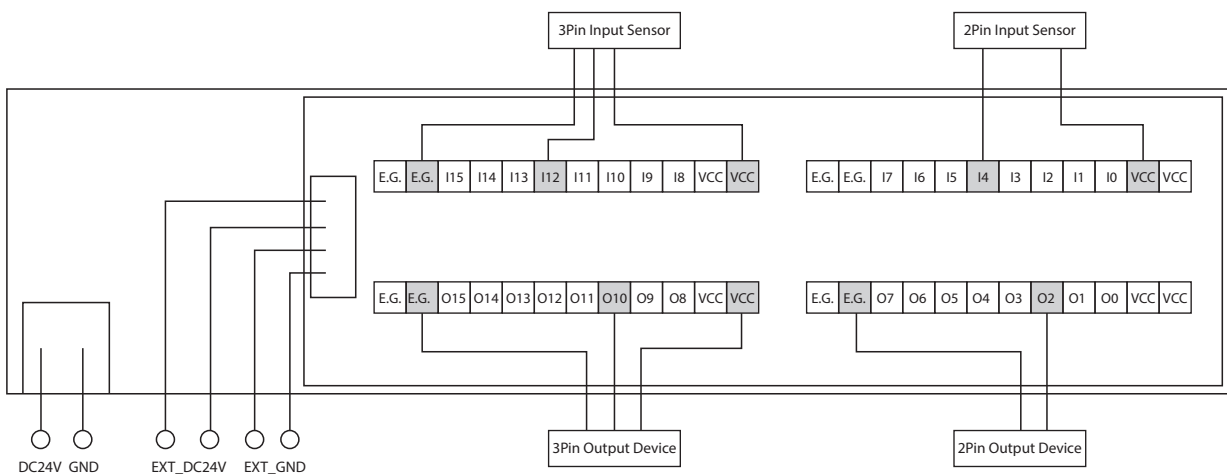 3Pin Input Sensor 2Pin Input Sensor
E.G. E.G. I15 I14 I13 I12 I11 I10 I9 I8 VCC VCC E.G. E.G. I7 I6 I5 I4 I3 I2 I1 I0 VCC VCC
E.G. E.G. O15 O14 O13 O12 O11 O10 O9 O8 VCC VCC E.G. E.G. O7 O6 O5 O4 O3 O2 O1 O0 VCC VCC
3Pin Output Device 2Pin Output Device
DC24V GND EXT_DC24V EXT_GND